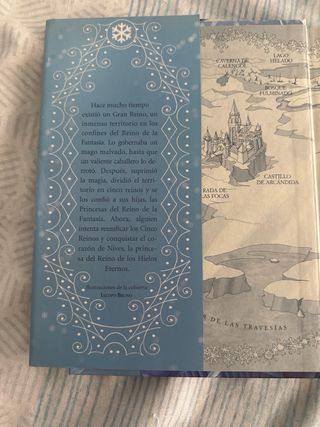 Hace mucho tiempo
existió un Gran Reino, un
inmenso territorio en los
confines del Reino de la
Fantasía. Lo gobernaba un
mago malvado, hasta que
un valiente caballero lo de-
rrotó. Después, suprimió
la magia, dividió el terri-
torio en cinco reinos y se
los confió a sus hijas, las
Princesas del Reino de la
Fantasía. Ahora, alguien
intenta reunificar los Cinco
Reinos y conquistar el co-
razón de Nives, la prince-
sa del Reino de los Hielos
Eternos.
Ilustraciones de la cubierta
Iacopo Bruno
CAVERNA DE
LAGO
HELADO
BOSQUE
FULMINADO
CASTILLO
DE ARCÁNDIDA
RADA DE
LAS FOCAS
DE LAS TRAVESÍAS